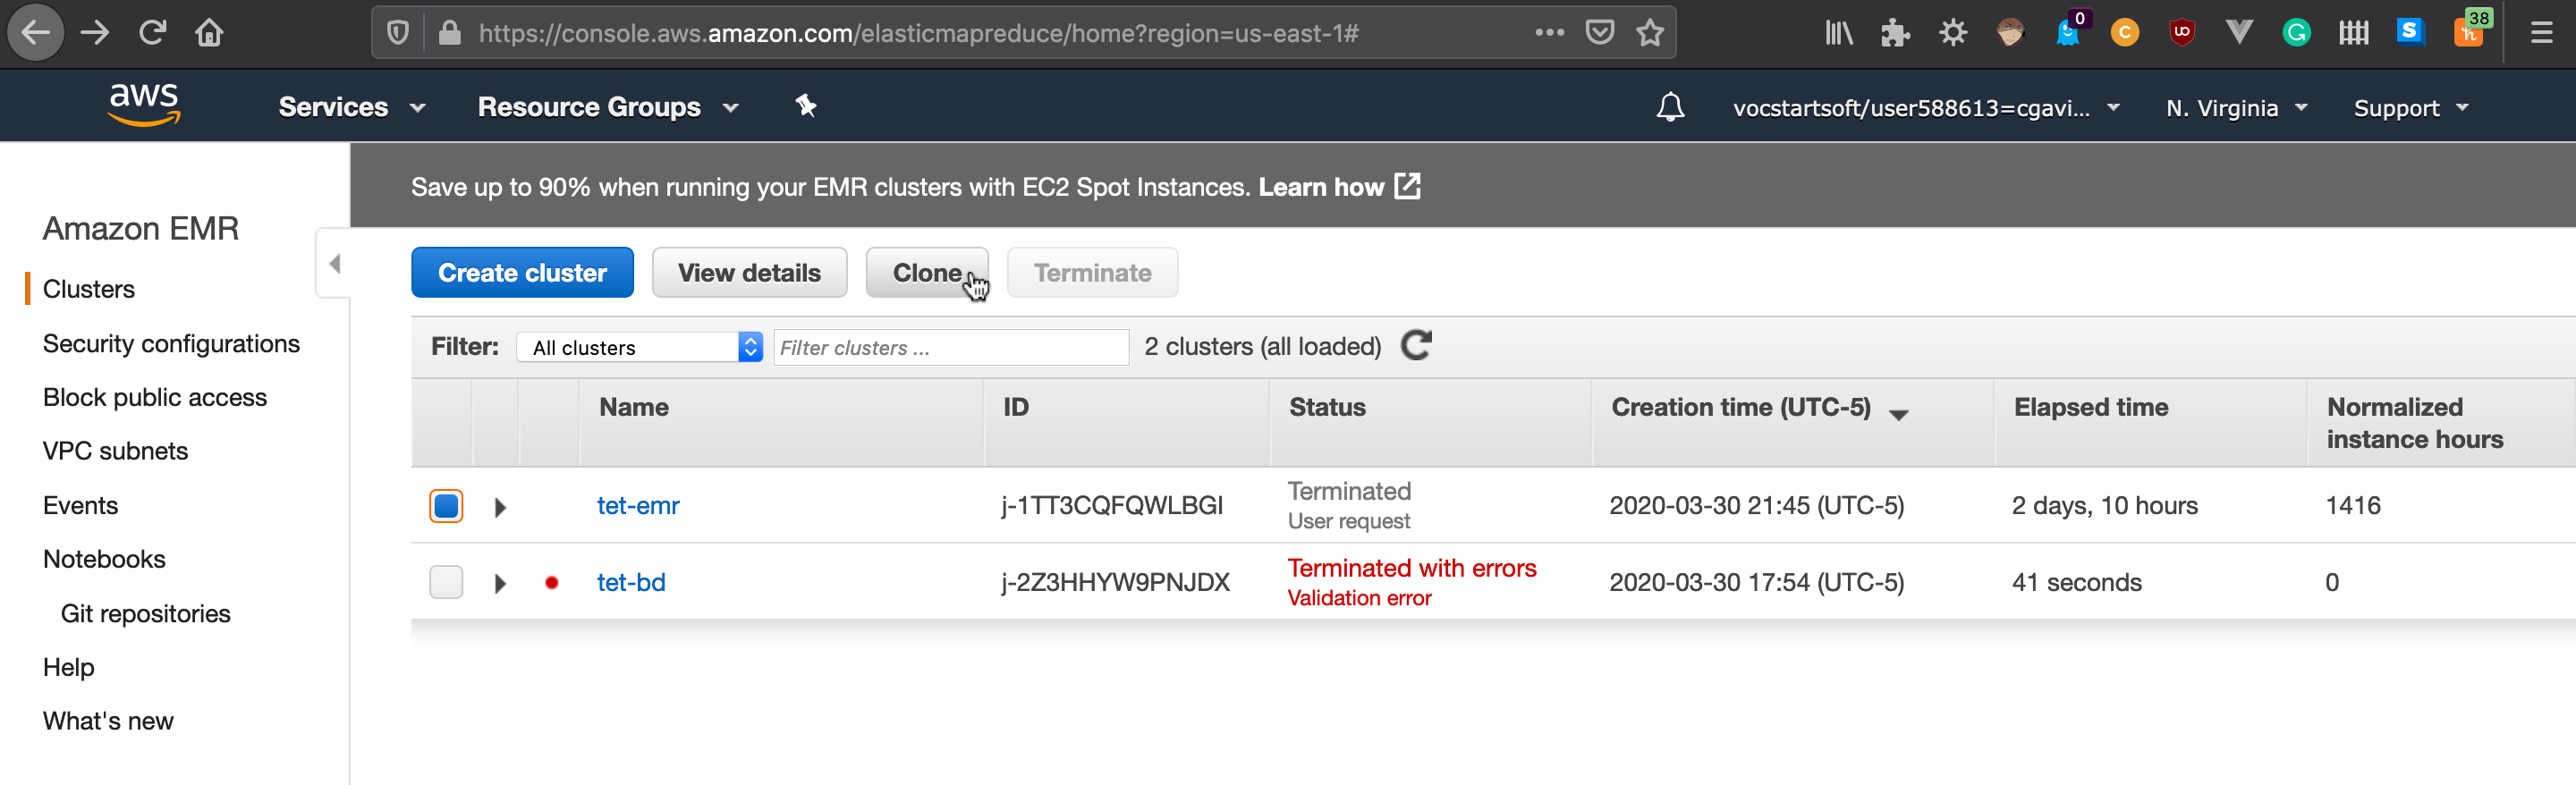 https://console.aws.amazon.com/elasticmapreduce/home?region=us-east-1#
0
38
aws
Services
Resource Groups
vocstartsoft/user588613=cgavi...
N. Virginia
Support
Save up to 90% when running your EMR clusters with EC2 Spot Instances. Learn how
Amazon EMR
Clusters
Security configurations
Block public access
VPC subnets
Events
Notebooks
Git repositories
Help
What's new
Create cluster
View details
Clone
Terminate
Filter:
All clusters
Filter clusters ...
2 clusters (all loaded)
Name
ID
Status
Creation time (UTC-5)
Elapsed time
Normalized
instance hours
tet-emr
j-1TT3CQFQWLBGI
Terminated
User request
2020-03-30 21:45 (UTC-5)
2 days, 10 hours
1416
tet-bd
j-2Z3HHYW9PNJDX
Terminated with errors
Validation error
2020-03-30 17:54 (UTC-5)
41 seconds
0